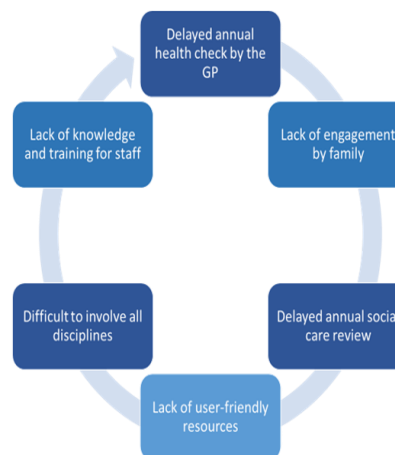 Delayed annual
health check by the
GP
Lack of engagement
by family
Delayed annual social
care review
Lack of user-friendly
resources
Difficult to involve all
disciplines
Lack of knowledge
and training for staff